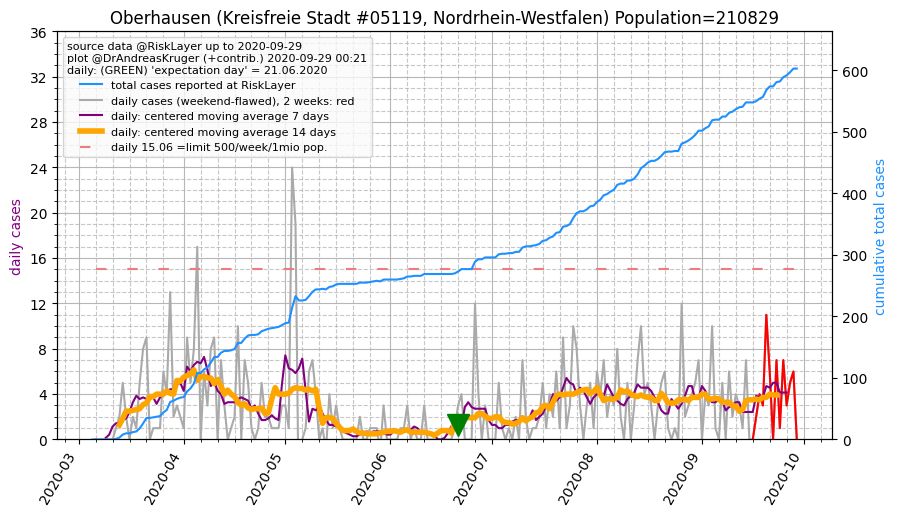 Oberhausen (Kreisfreie Stadt #05119, Nordrhein-Westfalen) Population=210829
source data @RiskLayer up to 2020-09-29
plot @DrAndreasKruger (+contrib.) 2020-09-29 00:21
daily: (GREEN) 'expectation day' = 21.06.2020
total cases reported at RiskLayer
daily cases (weekend-flawed), 2 weeks: red
daily: centered moving average 7 days
daily: centered moving average 14 days
daily 15.06 =limit 500/week/1mio pop.
daily cases
36
32
28
24
20
16
12
8
4
0
cumulative total cases
600
500
400
300
200
100
0
2020-03
2020-04
2020-05
2020-06
2020-07
2020-08
2020-09
2020-10